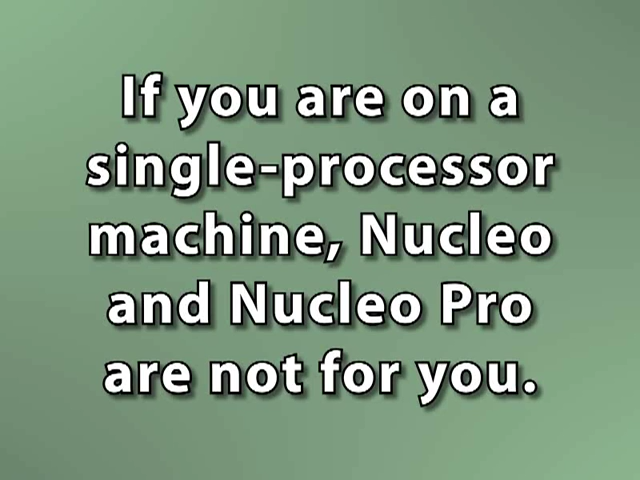 If you are on a
single-processor
machine, Nucleo
and Nucleo Pro
are not for you.